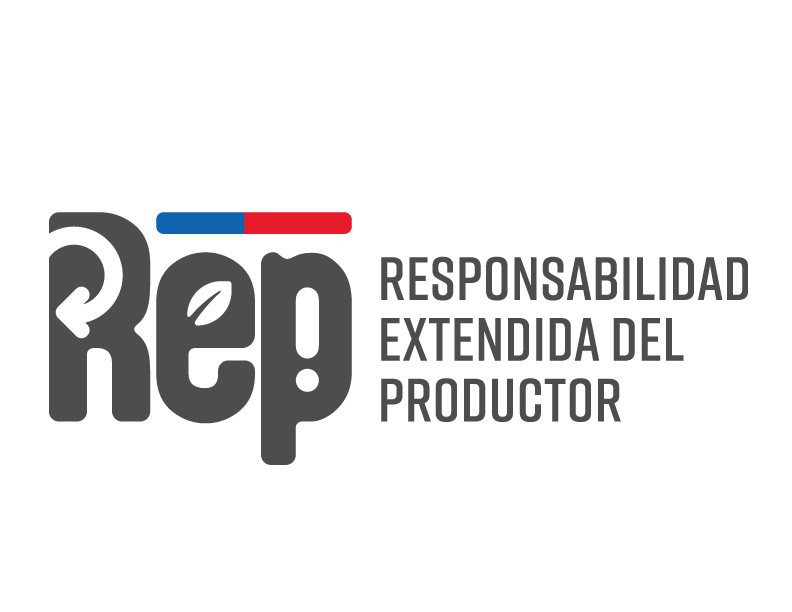 Rep
RESPONSABILIDAD
EXTENDIDA DEL
PRODUCTOR